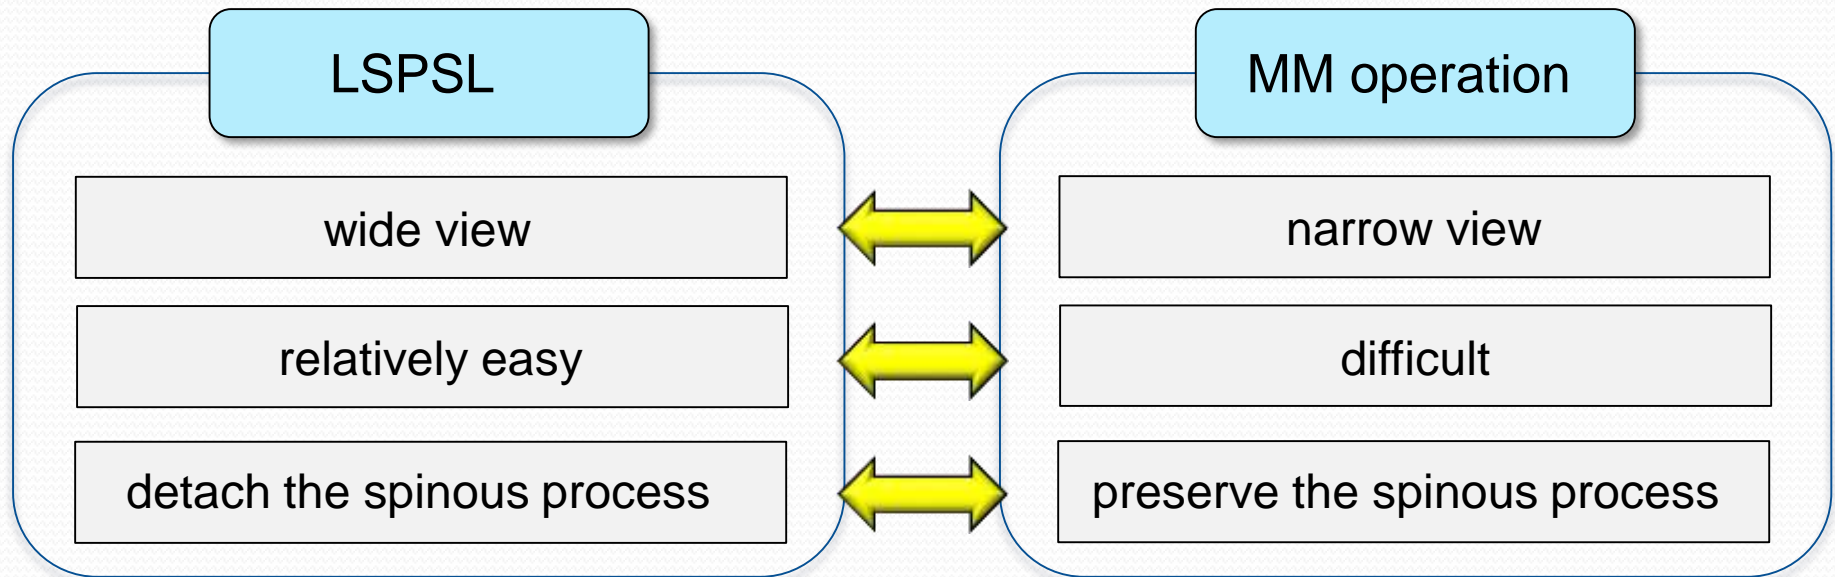 LSPSL
wide view
relatively easy
detach the spinous process
MM operation
narrow view
difficult
preserve the spinous process